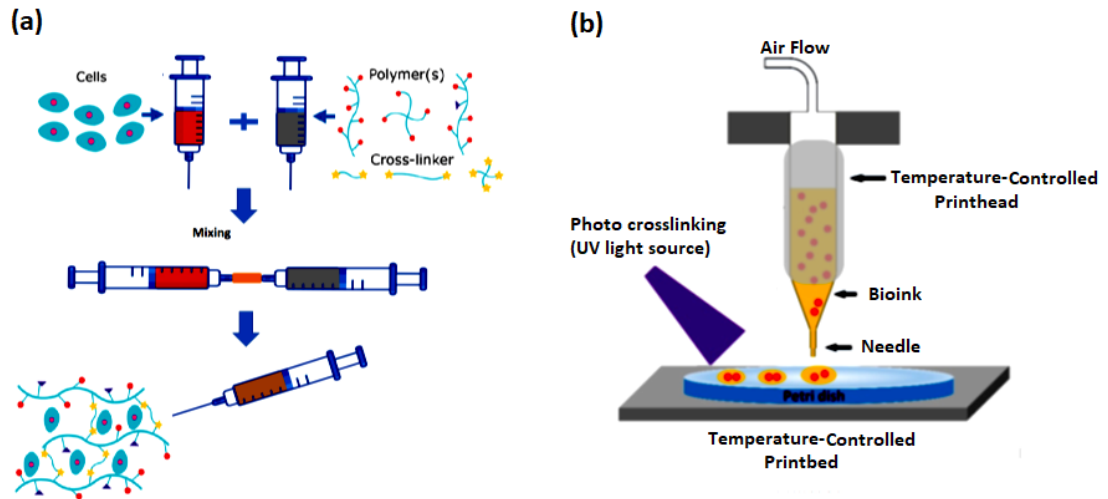 (a)
Cells
Polymer(s)
Cross-linker
Mixing
(b)
Air Flow
Temperature-Controlled
Printhead
Photo crosslinking
(UV light source)
Bioink
Needle
Petri dish
Temperature-Controlled
Printbed